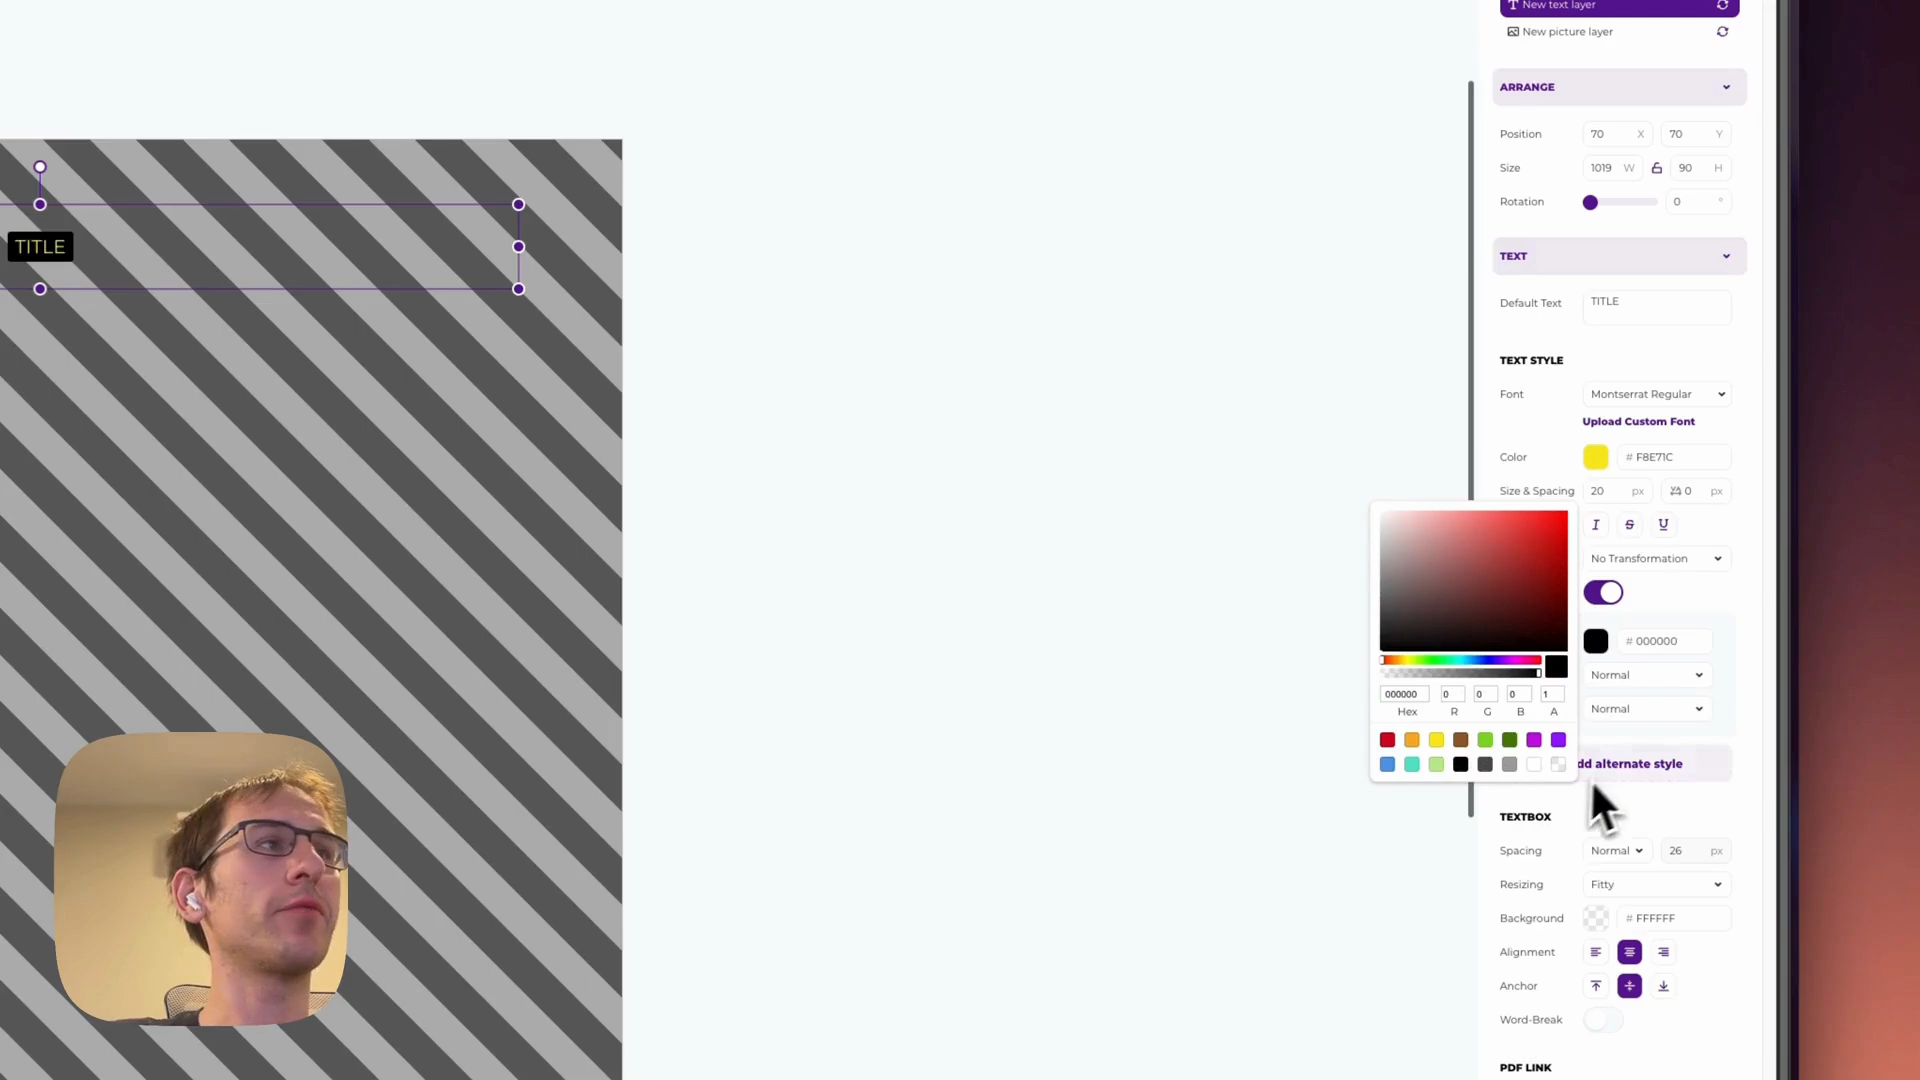 New text layer
New picture layer
ARRANGE
Position 70 X 70 Y
Size 1019 W 90 H
Rotation 0 °
TITLE
TEXT
Default Text TITLE
TEXT STYLE
Font Montserrat Regular
Upload Custom Font
Color # F8E71C
Size & Spacing 20 px 0 px
I S U
No Transformation
# 000000
Normal
Normal
000000 0 0 0 1
Hex R G B A
dd alternate style
TEXTBOX
Spacing Normal 26 px
Resizing Fitty
Background # FFFFFF
Alignment
Anchor
Word-Break
PDF LINK